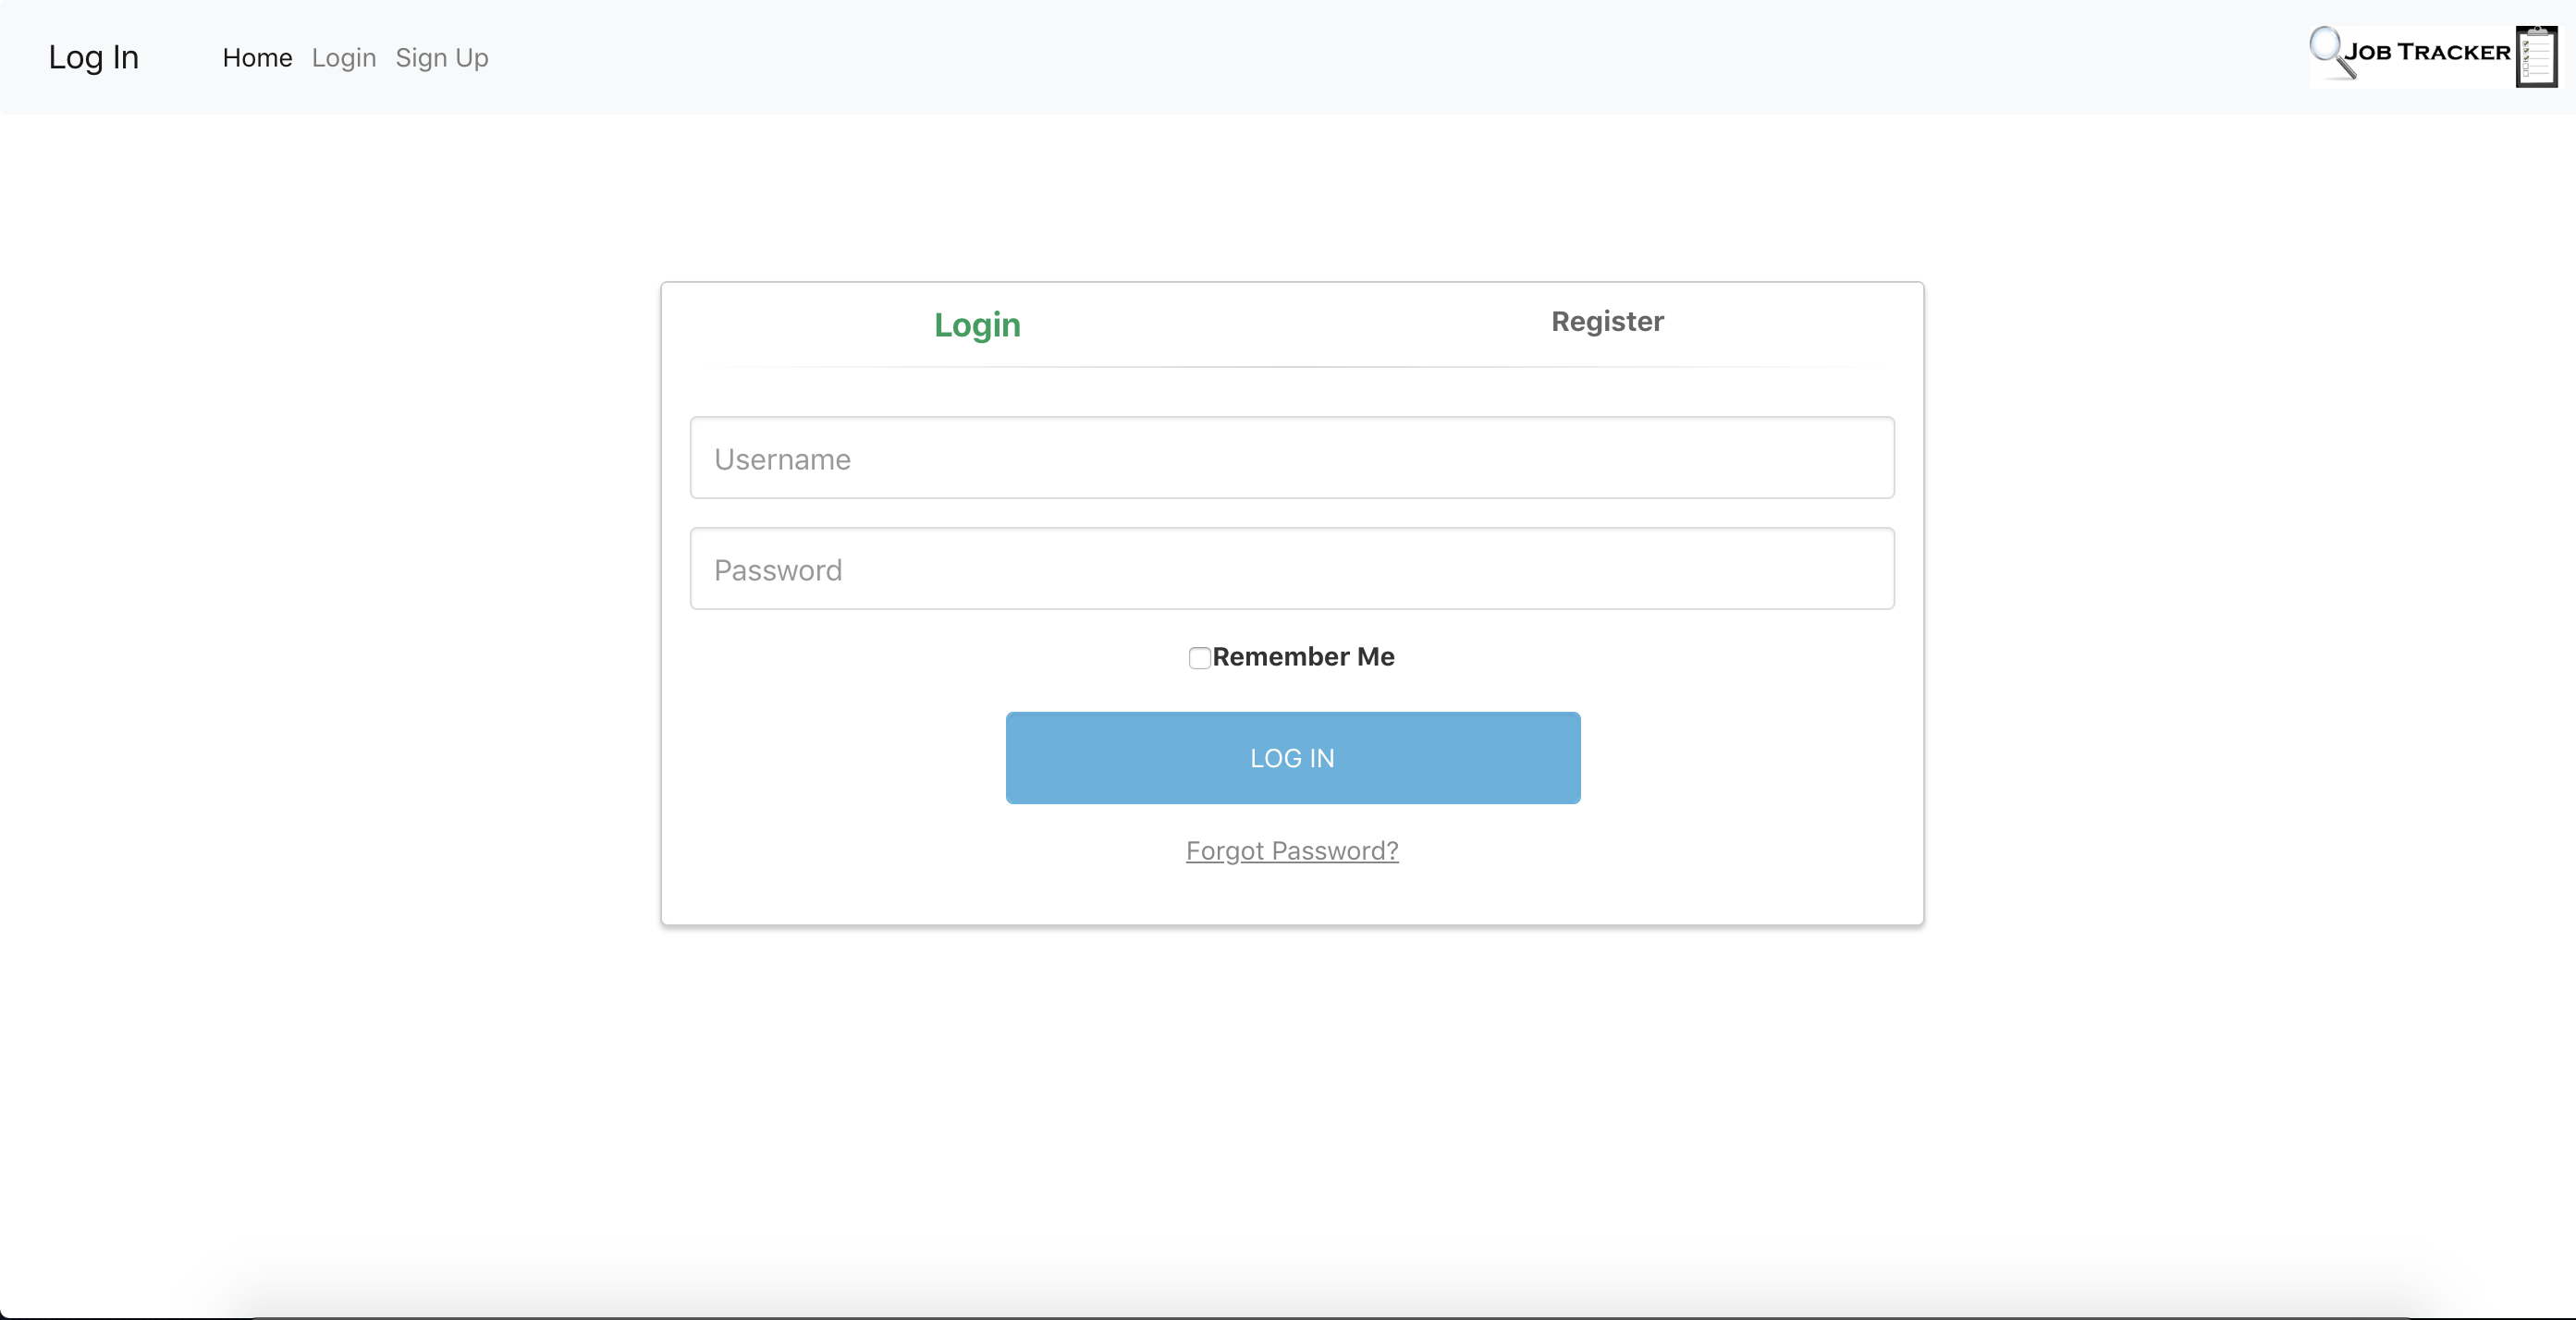 Log In Home Login Sign Up JOB TRACKER
Login Register
Username
Password
Remember Me
LOG IN
Forgot Password?